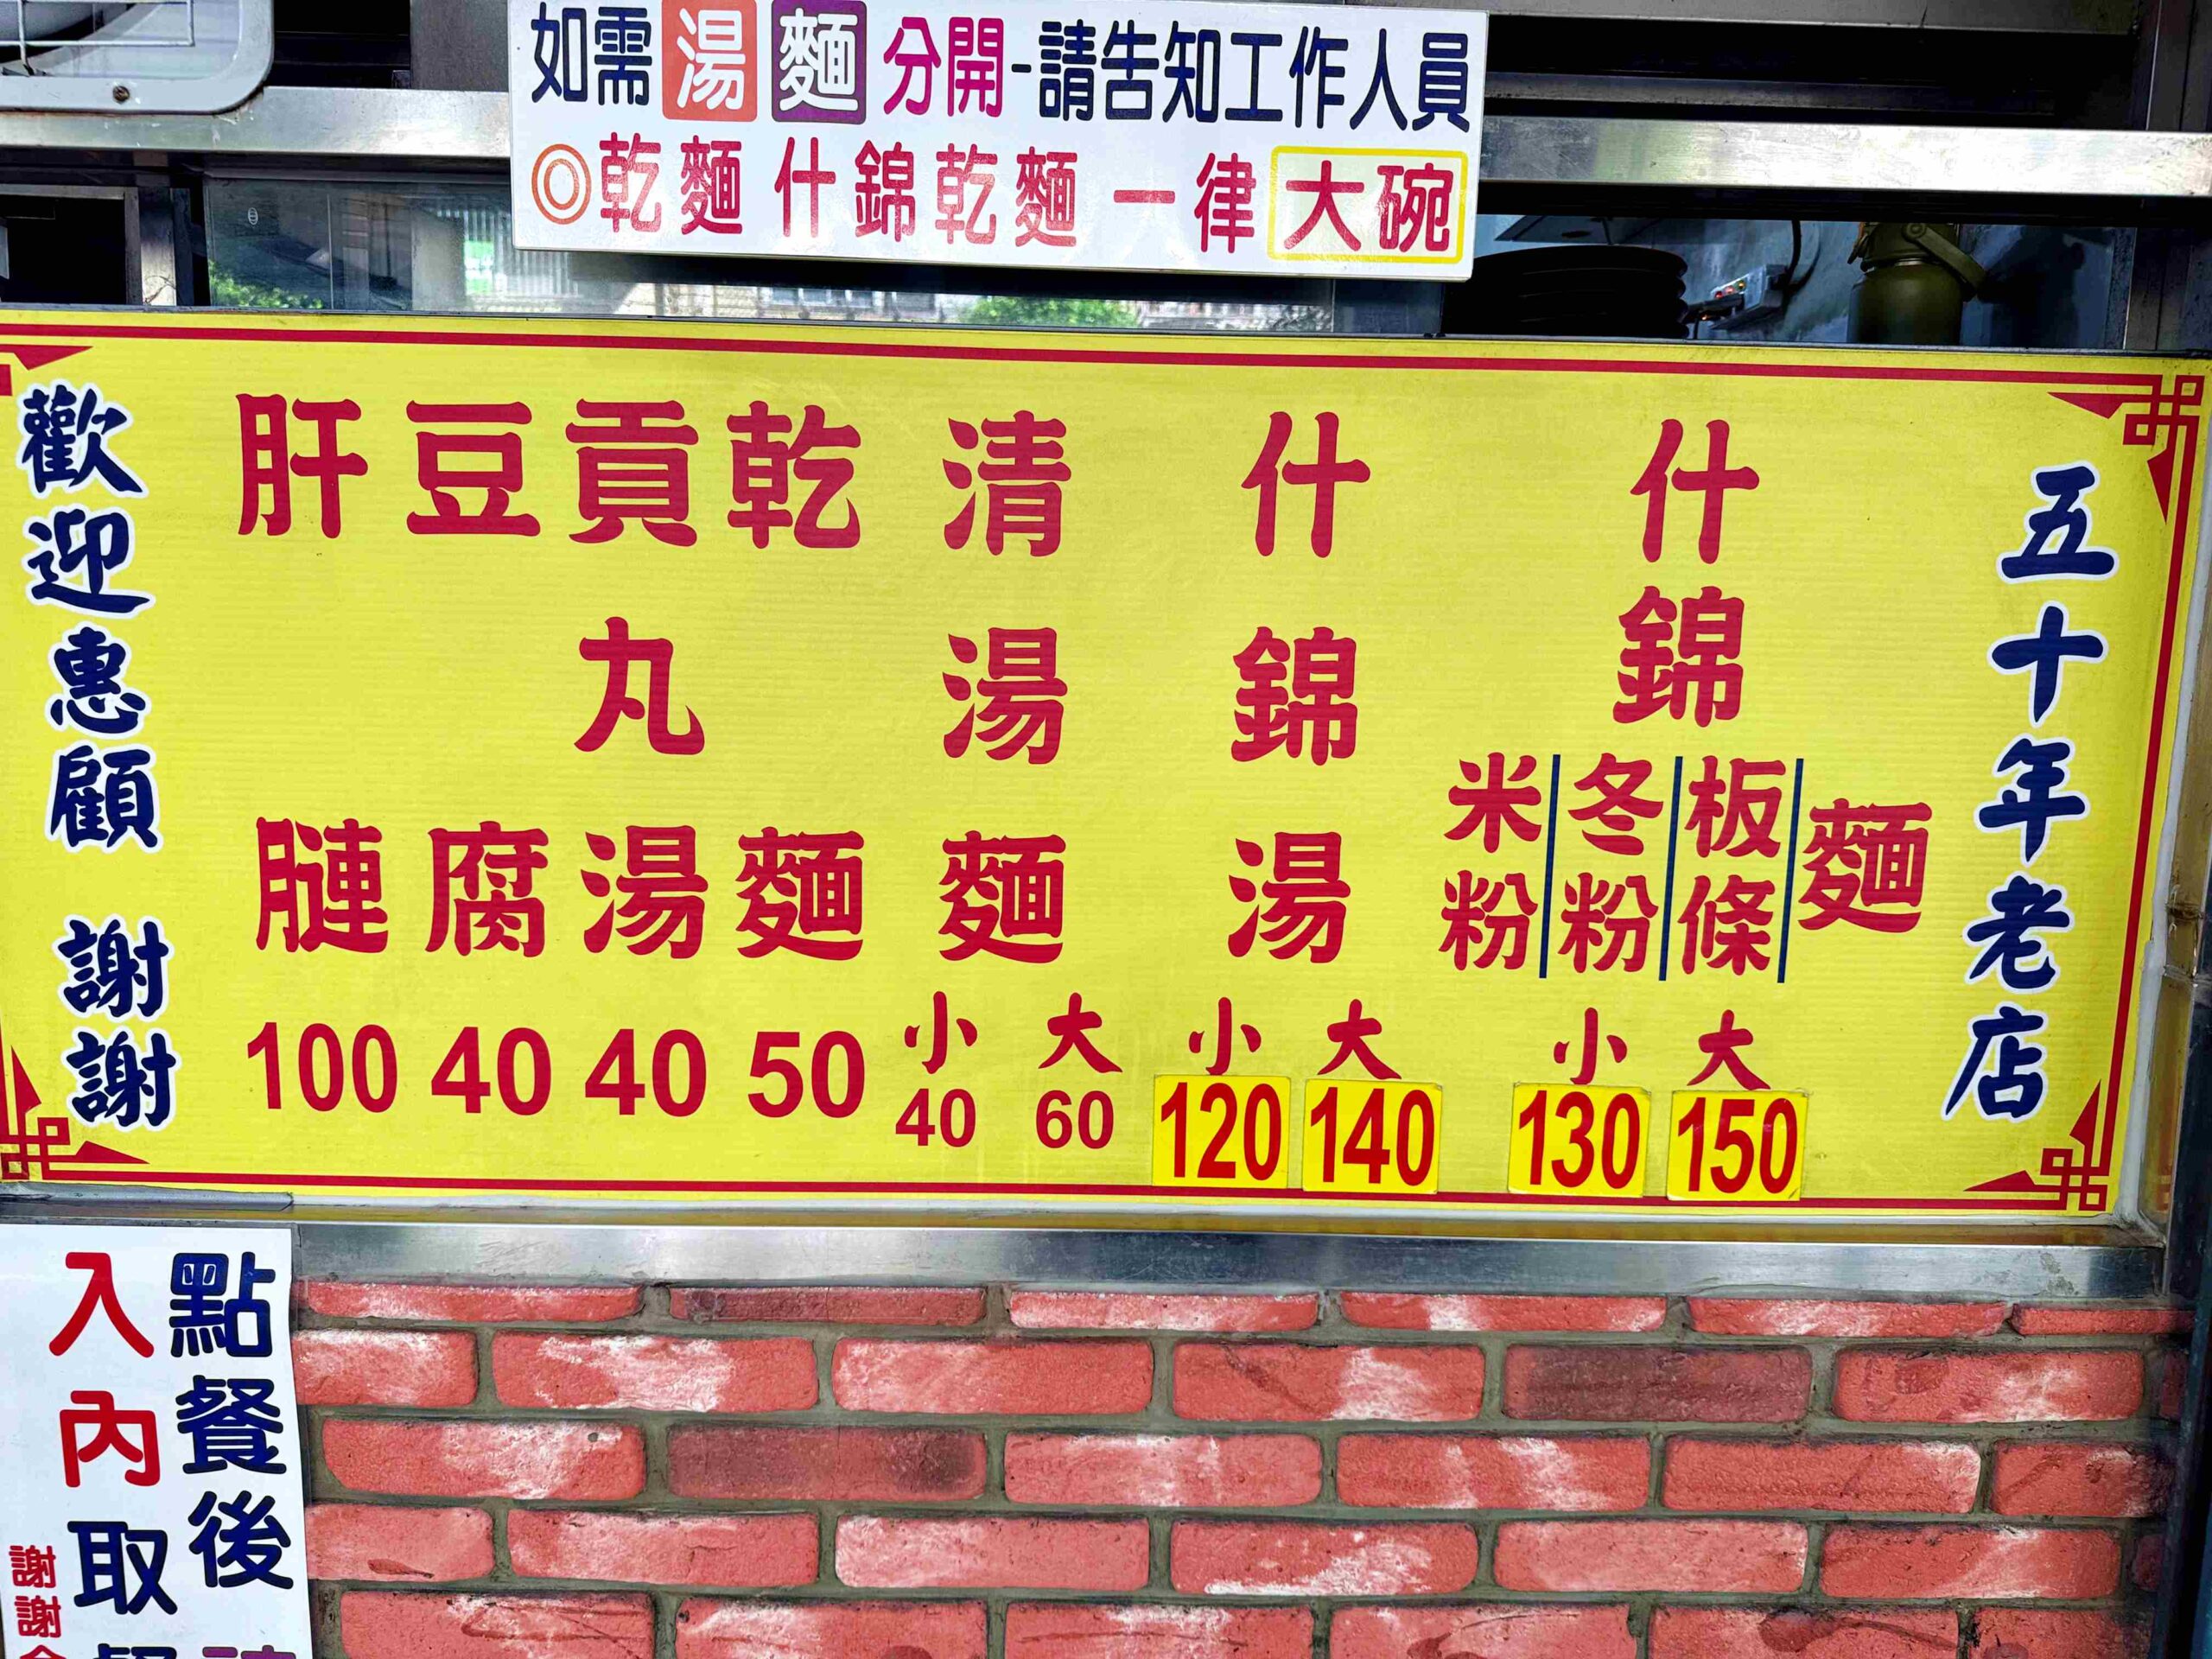 如需湯麵分開-請告知工作人員
◎乾麵 什錦乾麵 一律大碗
五十年老店
什錦 麵|板條|冬粉|米粉 小130 大150
什錦湯 小120 大140
清湯麵 小40 大60
乾麵 50
貢丸湯 40
豆腐 40
肝膥 100
歡迎惠顧 謝謝
點餐後
入內取
謝謝